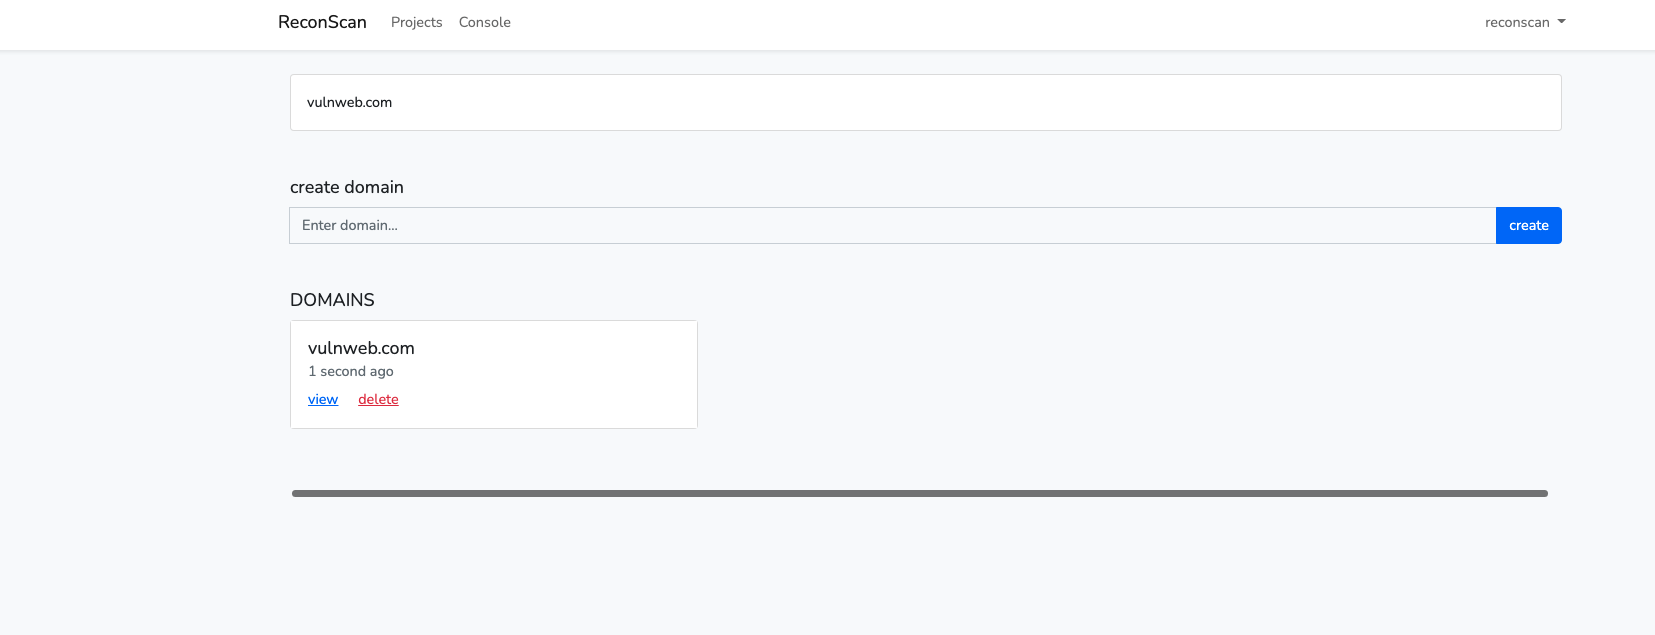 ReconScan Projects Console reconscan
vulnweb.com
create domain
Enter domain... create
DOMAINS
vulnweb.com
1 second ago
view delete